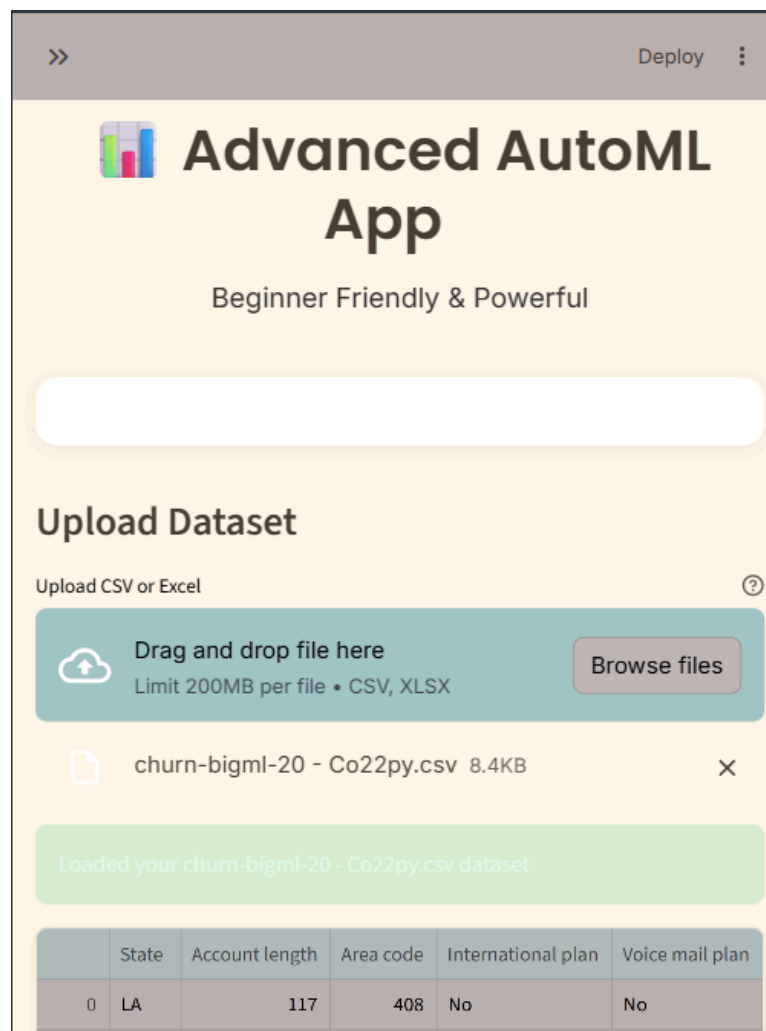 Deploy
Advanced AutoML
App
Beginner Friendly & Powerful
Upload Dataset
Upload CSV or Excel
Drag and drop file here
Limit 200MB per file • CSV, XLSX
Browse files
churn-bigml-20 - Co22py.csv 8.4KB
Loaded your churn-bigml-20 - Co22py.csv dataset
State Account length Area code International plan Voice mail plan
0 LA 117 408 No No